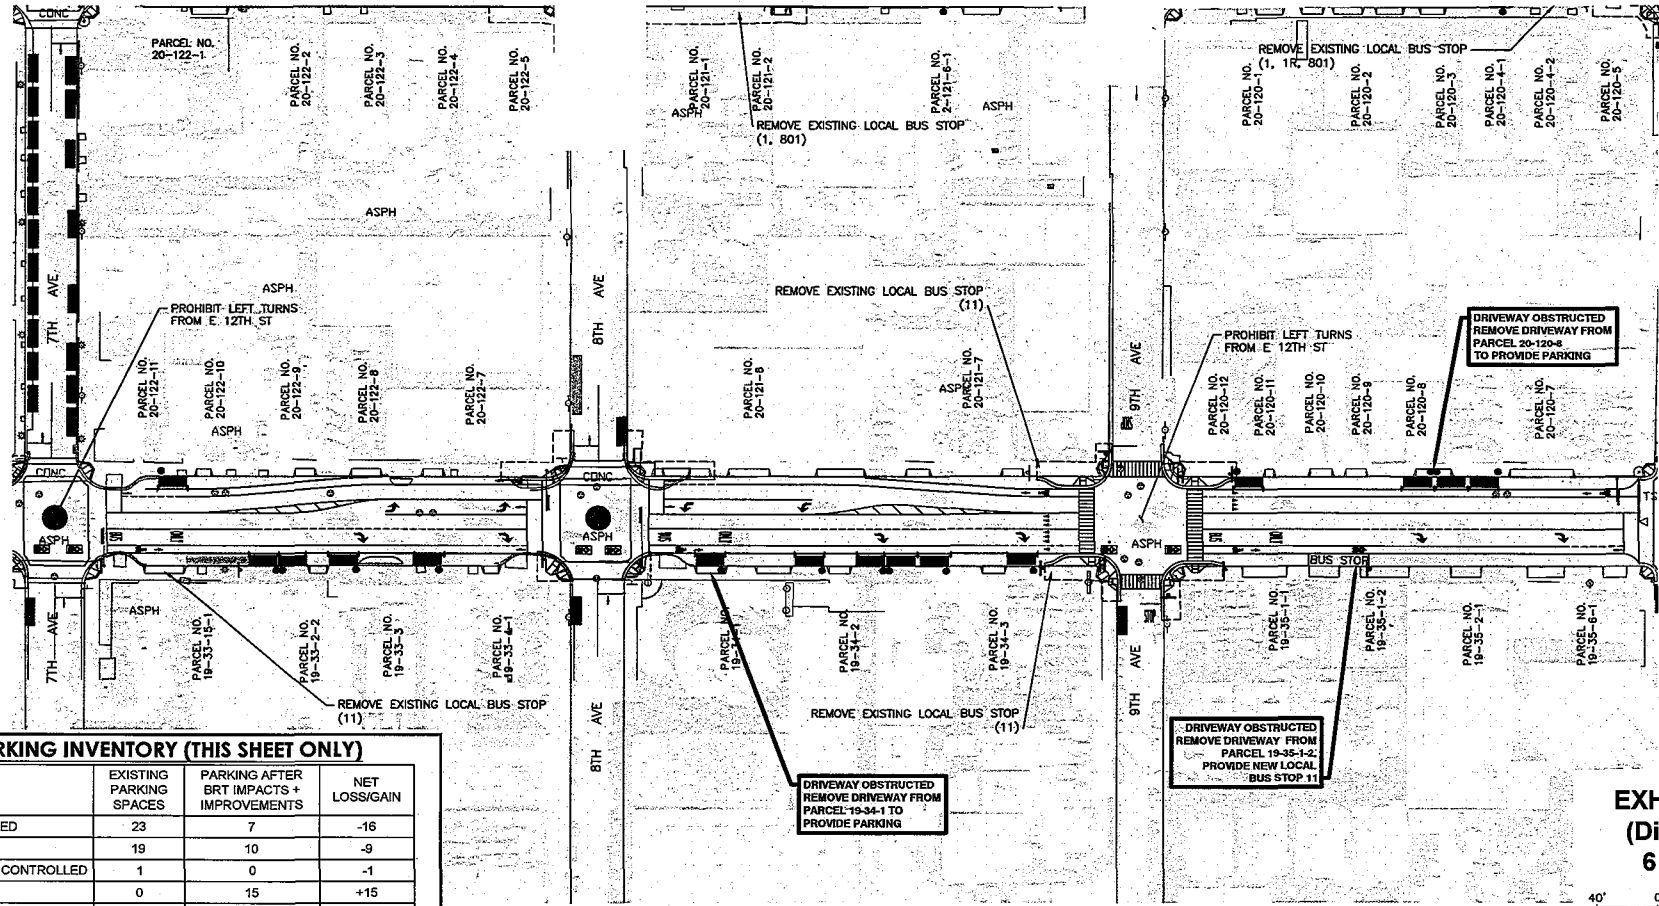 CONC
PARCEL NO.
20-122-1
PARCEL NO.
20-122-2
PARCEL NO.
20-122-3
PARCEL NO.
20-122-4
PARCEL NO.
20-122-5
PARCEL NO.
20-121-1
PARCEL NO.
20-121-2
PARCEL NO.
2-121-6-1
ASPH
ASPH
REMOVE EXISTING LOCAL BUS STOP
(1, 801)
REMOVE EXISTING LOCAL BUS STOP
(1, 1R, 801)
PARCEL NO.
20-120-1
PARCEL NO.
20-120-2
PARCEL NO.
20-120-3
PARCEL NO.
20-120-4-1
PARCEL NO.
20-120-4-2
PARCEL NO.
20-120-5
ASPH
ASPH
7TH AVE
PROHIBIT LEFT TURNS
FROM E 12TH ST
8TH AVE
REMOVE EXISTING LOCAL BUS STOP
(11)
9TH AVE
PROHIBIT LEFT TURNS
FROM E 12TH ST
DRIVEWAY OBSTRUCTED
REMOVE DRIVEWAY FROM
PARCEL 20-120-8
TO PROVIDE PARKING
PARCEL NO.
20-122-11
PARCEL NO.
20-122-10
PARCEL NO.
20-122-9
PARCEL NO.
20-122-8
PARCEL NO.
20-122-7
ASPH
PARCEL NO.
20-121-8
ASPH
PARCEL NO.
20-121-7
PARCEL NO.
20-120-12
PARCEL NO.
20-120-11
PARCEL NO.
20-120-10
PARCEL NO.
20-120-9
PARCEL NO.
20-120-8
PARCEL NO.
20-120-7
CONC
CONC
TS
ASPH
ASPH
ASPH
BUS STOP
7TH AVE
ASPH
PARCEL NO.
19-33-15-1
PARCEL NO.
19-33-2-2
PARCEL NO.
19-33-3
PARCEL NO.
19-33-4-1
PARCEL NO.
PARCEL NO.
19-34-2
PARCEL NO.
19-34-3
PARCEL NO.
19-35-1-1
PARCEL NO.
19-35-1-2
PARCEL NO.
19-35-2-1
PARCEL NO.
19-35-6-1
REMOVE EXISTING LOCAL BUS STOP
(11)
8TH AVE
REMOVE EXISTING LOCAL BUS STOP
(11)
9TH AVE
DRIVEWAY OBSTRUCTED
REMOVE DRIVEWAY FROM
PARCEL 19-35-1-2,
PROVIDE NEW LOCAL
BUS STOP 11
DRIVEWAY OBSTRUCTED
REMOVE DRIVEWAY FROM
PARCEL 19-34-1 TO
PROVIDE PARKING
RKING INVENTORY (THIS SHEET ONLY)
EXISTING PARKING SPACES
PARKING AFTER BRT IMPACTS + IMPROVEMENTS
NET LOSS/GAIN
ED 23 7 -16
19 10 -9
CONTROLLED 1 0 -1
0 15 +15
EXH
(Di
6
40'